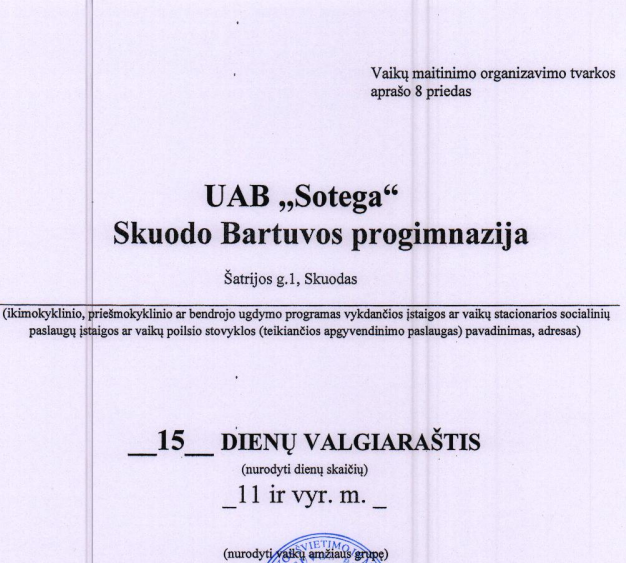 Vaikų maitinimo organizavimo tvarkos
aprašo 8 priedas
UAB „Sotega“
Skuodo Bartuvos progimnazija
Šatrijos g.1, Skuodas
(ikimokyklinio, priešmokyklinio ar bendrojo ugdymo programas vykdančios įstaigos ar vaikų stacionarios socialinių
paslaugų įstaigos ar vaikų poilsio stovyklos (teikiančios apgyvendinimo paslaugas) pavadinimas, adresas)
__15__ DIENŲ VALGIARAŠTIS
(nurodyti dienų skaičių)
_11 ir vyr. m. _
(nurodyti vaikų amžiaus grupę)